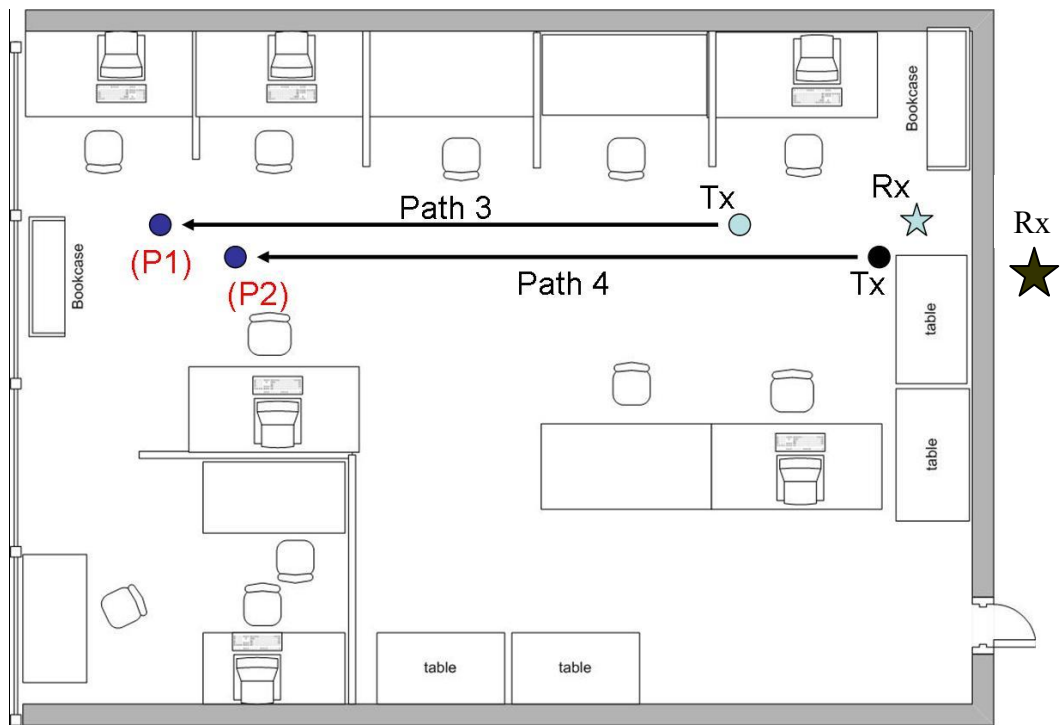 Bookcase
Tx
Rx
Rx
Path 3
(P1)
(P2)
Path 4
Tx
Bookcase
table
table
table
table